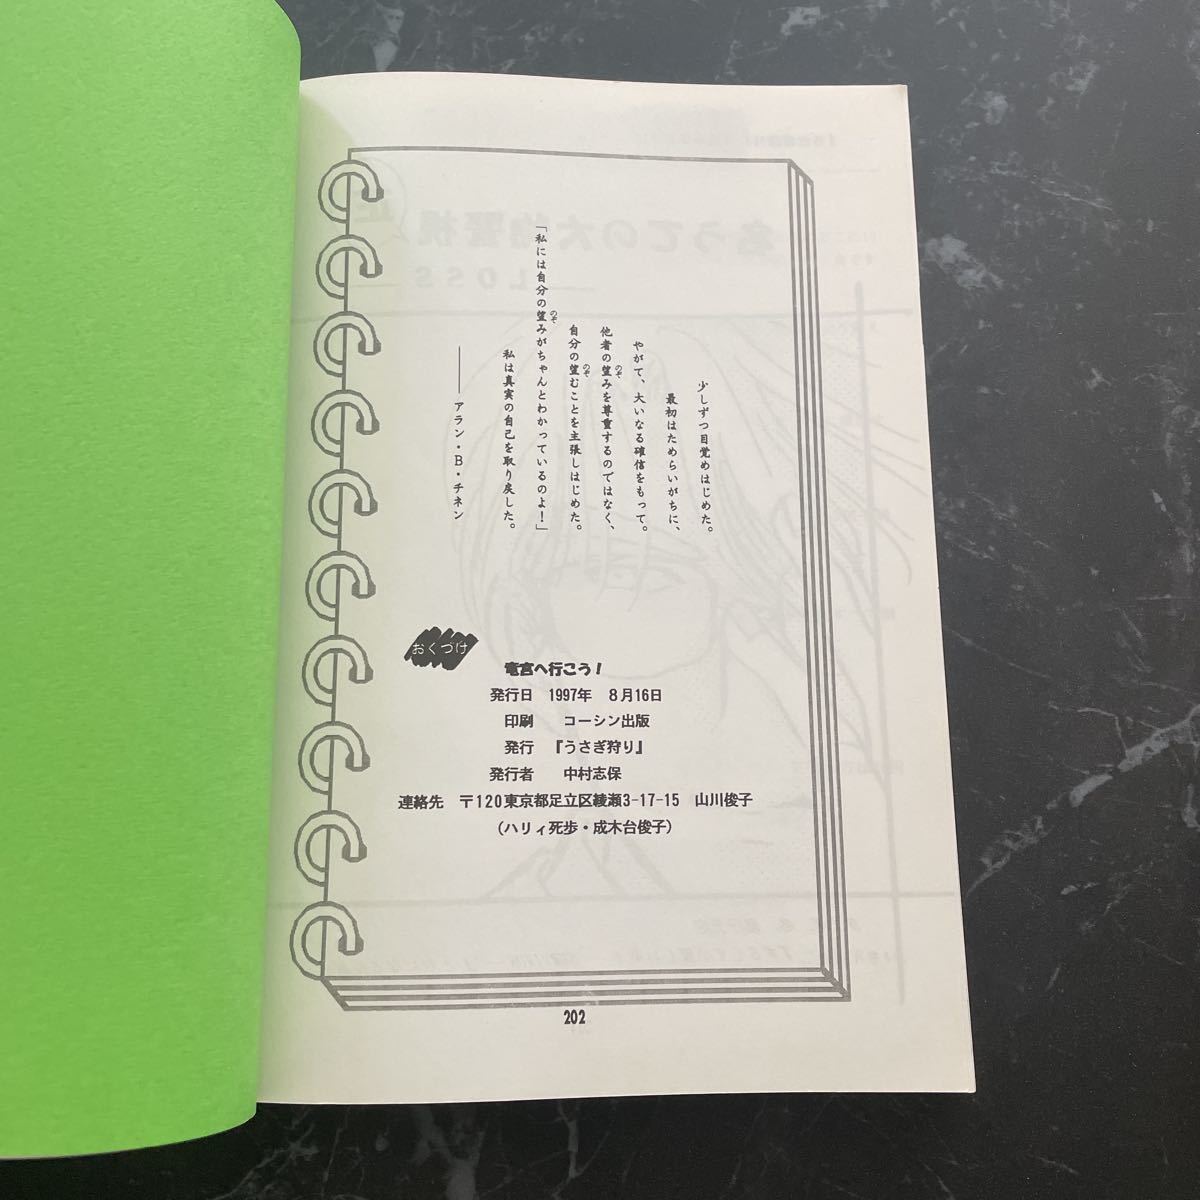 少しずつ目覚めはじめた。
最初はためらいがちに、
やがて、大いなる確信をもって。
他者の望みを尊重するのではなく、
自分の望むことを主張しはじめた。
「私には自分の望みがちゃんとわかっているのよ！」
私は真実の自己を取り戻した。
――アラン・B・チネン
おくづけ
竜宮へ行こう！
発行日 1997年 8月16日
印刷 コーシン出版
発行 『うさぎ狩り』
発行者 中村志保
連絡先 〒120東京都足立区綾瀬3-17-15 山川俊子
（ハリィ死歩・成木台俊子）
202